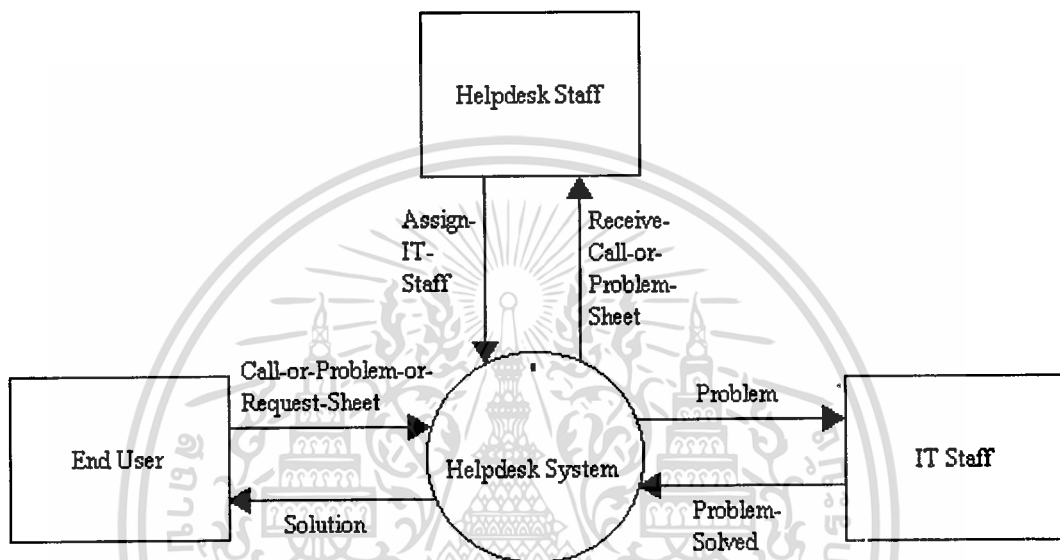 Helpdesk Staff
Assign-
IT-
Staff
Receive-
Call-or-
Problem-
Sheet
Call-or-Problem-or-
Request-Sheet
Problem
End User
Helpdesk System
IT Staff
Solution
Problem-
Solved